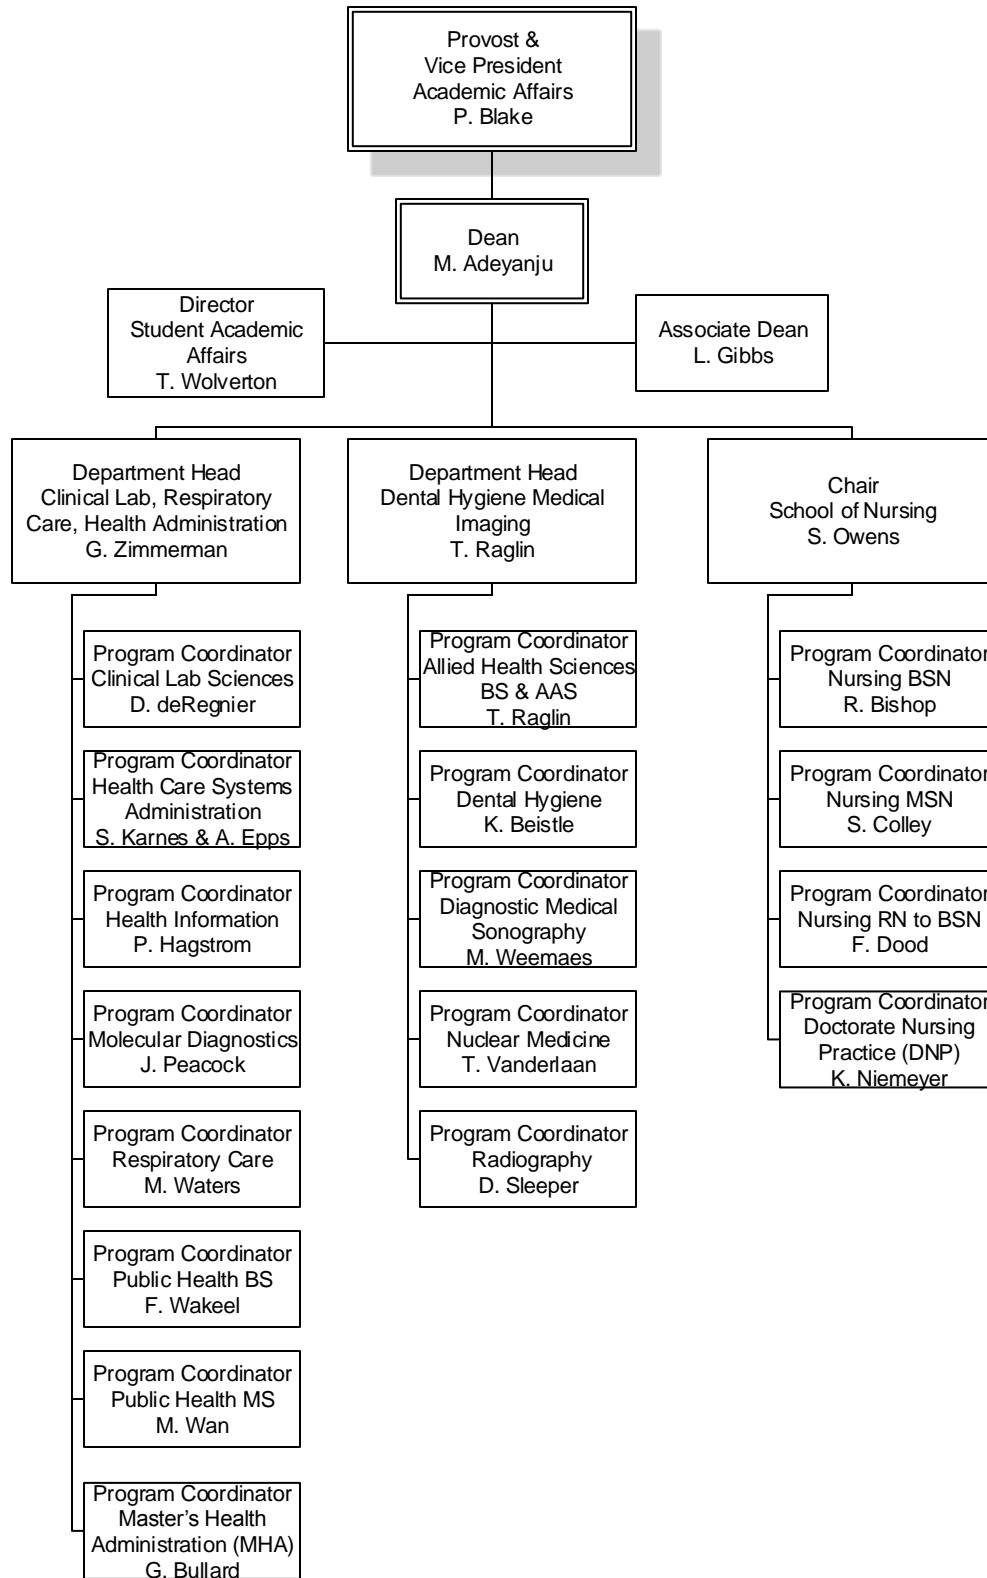 Provost &
Vice President
Academic Affairs
P. Blake
Dean
M. Adeyanju
Director
Student Academic
Affairs
T. Wolverton
Associate Dean
L. Gibbs
Department Head
Clinical Lab, Respiratory
Care, Health Administration
G. Zimmerman
Department Head
Dental Hygiene Medical
Imaging
T. Raglin
Chair
School of Nursing
S. Owens
Program Coordinator
Clinical Lab Sciences
D. deRegnier
Program Coordinator
Health Care Systems
Administration
S. Karnes & A. Epps
Program Coordinator
Health Information
P. Hagstrom
Program Coordinator
Molecular Diagnostics
J. Peacock
Program Coordinator
Respiratory Care
M. Waters
Program Coordinator
Public Health BS
F. Wakeel
Program Coordinator
Public Health MS
M. Wan
Program Coordinator
Master’s Health
Administration (MHA)
G. Bullard
Program Coordinator
Allied Health Sciences
BS & AAS
T. Raglin
Program Coordinator
Dental Hygiene
K. Beistle
Program Coordinator
Diagnostic Medical
Sonography
M. Weemaes
Program Coordinator
Nuclear Medicine
T. Vanderlaan
Program Coordinator
Radiography
D. Sleeper
Program Coordinator
Nursing BSN
R. Bishop
Program Coordinator
Nursing MSN
S. Colley
Program Coordinator
Nursing RN to BSN
F. Dood
Program Coordinator
Doctorate Nursing
Practice (DNP)
K. Niemeyer